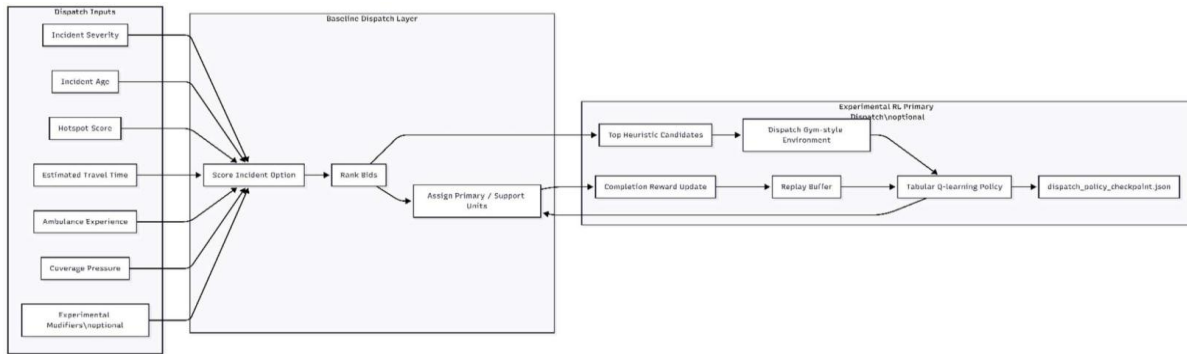 Dispatch Inputs
Incident Severity
Incident Age
Hotspot Score
Estimated Travel Time
Ambulance Experience
Coverage Pressure
Experimental
Modifiers\noptional
Baseline Dispatch Layer
Score Incident Option
Rank Bids
Assign Primary / Support
Units
Experimental RL Primary
Dispatch\noptional
Top Heuristic Candidates
Dispatch Gym-style
Environment
Completion Reward Update
Replay Buffer
Tabular Q-learning Policy
dispatch_policy_checkpoint.json